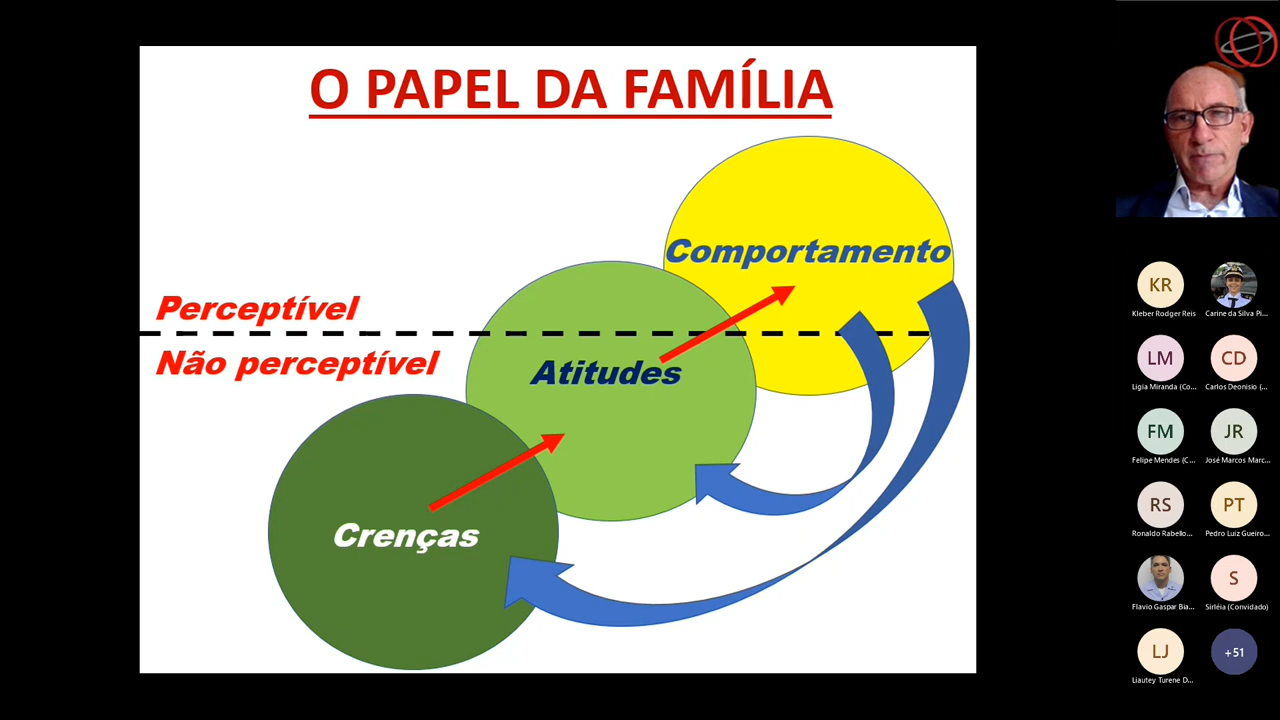 O PAPEL DA FAMÍLIA
Comportamento
Perceptível
Não perceptível
Atitudes
Crenças
KR
Kleber Rodger Reis
Carine da Silva Pi...
LM
Ligia Miranda (Co...
CD
Carlos Deonisio (...
FM
Felipe Mendes (C...
JR
José Marcos Marc...
RS
Ronaldo Rabello...
PT
Pedro Luiz Gueiro...
Flavio Gaspar Bia...
S
Sirléia (Convidado)
LJ
Liautey Turene D...
+51